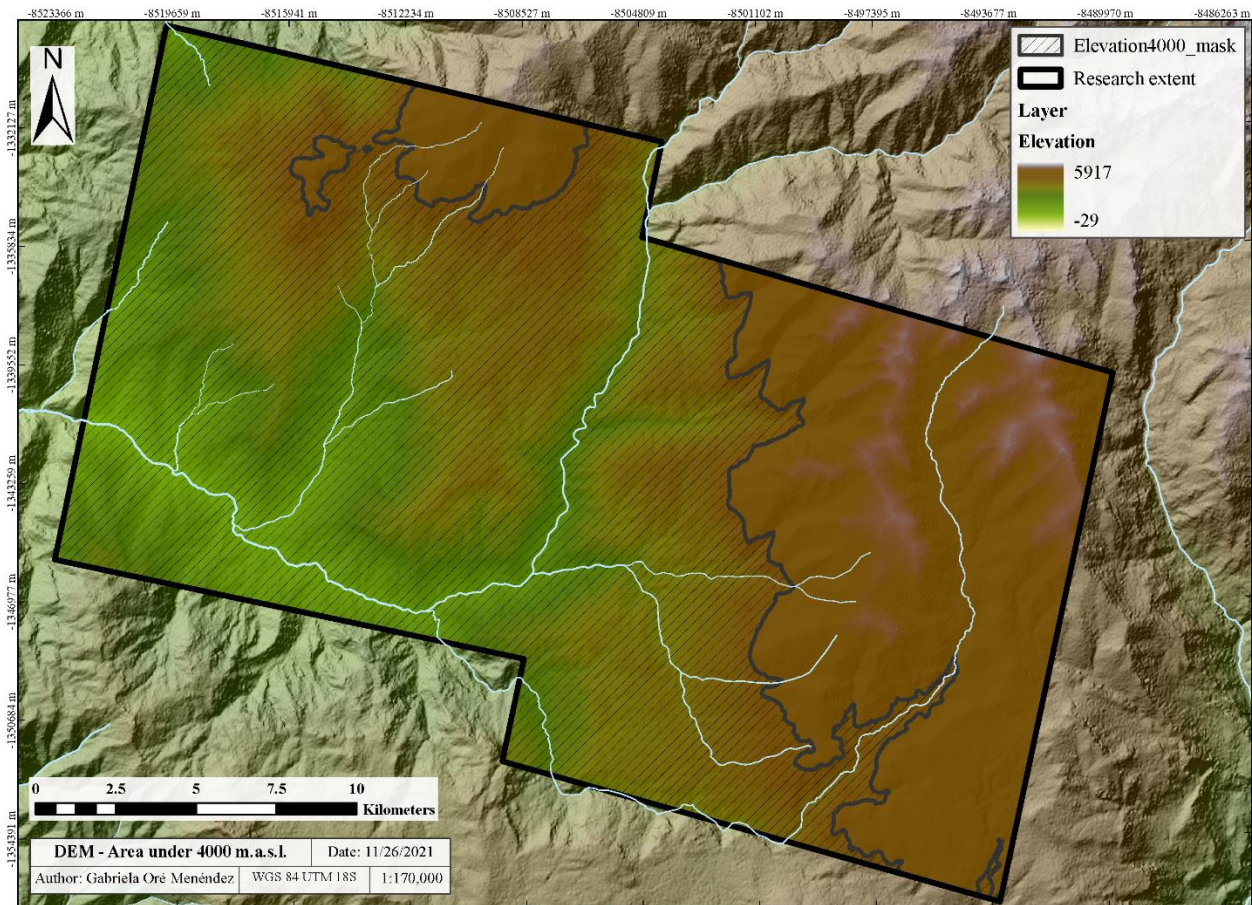 -8523366 m
-8519659 m
-8515941 m
-8512234 m
-8508527 m
-8504809 m
-8501102 m
-8497395 m
-8493677 m
-8489970 m
-8486263 m
N
Elevation4000_mask
Research extent
Layer
Elevation
5917
-29
-1332127 m
-1335834 m
-1339552 m
-1343259 m
-1346977 m
-1350684 m
-1354391 m
0 2.5 5 7.5 10
Kilometers
DEM - Area under 4000 m.a.s.l. Date: 11/26/2021
Author: Gabriela Oré Menéndez WGS 84 UTM 18S 1:170,000